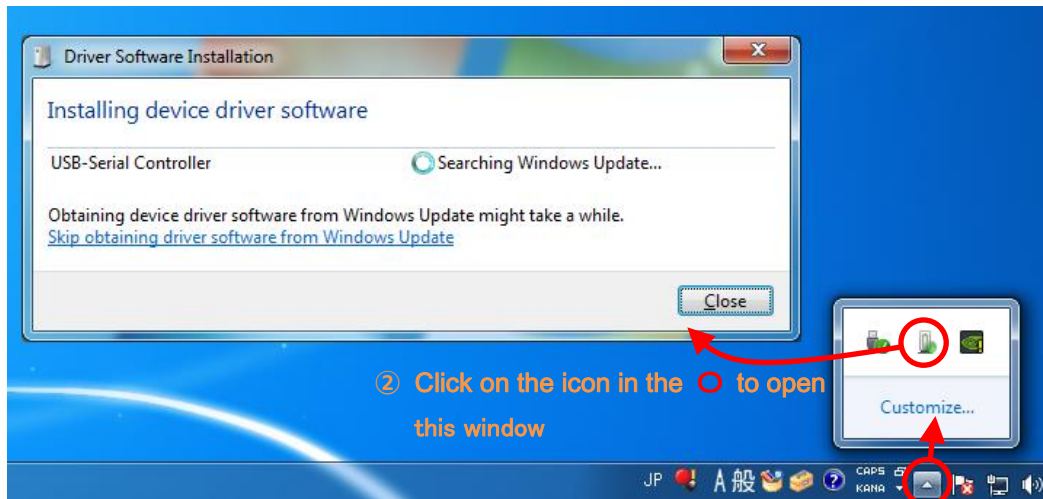 Driver Software Installation
Installing device driver software
USB-Serial Controller
Searching Windows Update...
Obtaining device driver software from Windows Update might take a while.
Skip obtaining driver software from Windows Update
Close
② Click on the icon in the O to open
this window
Customize...
JP A 般 ? CAPS
KANA